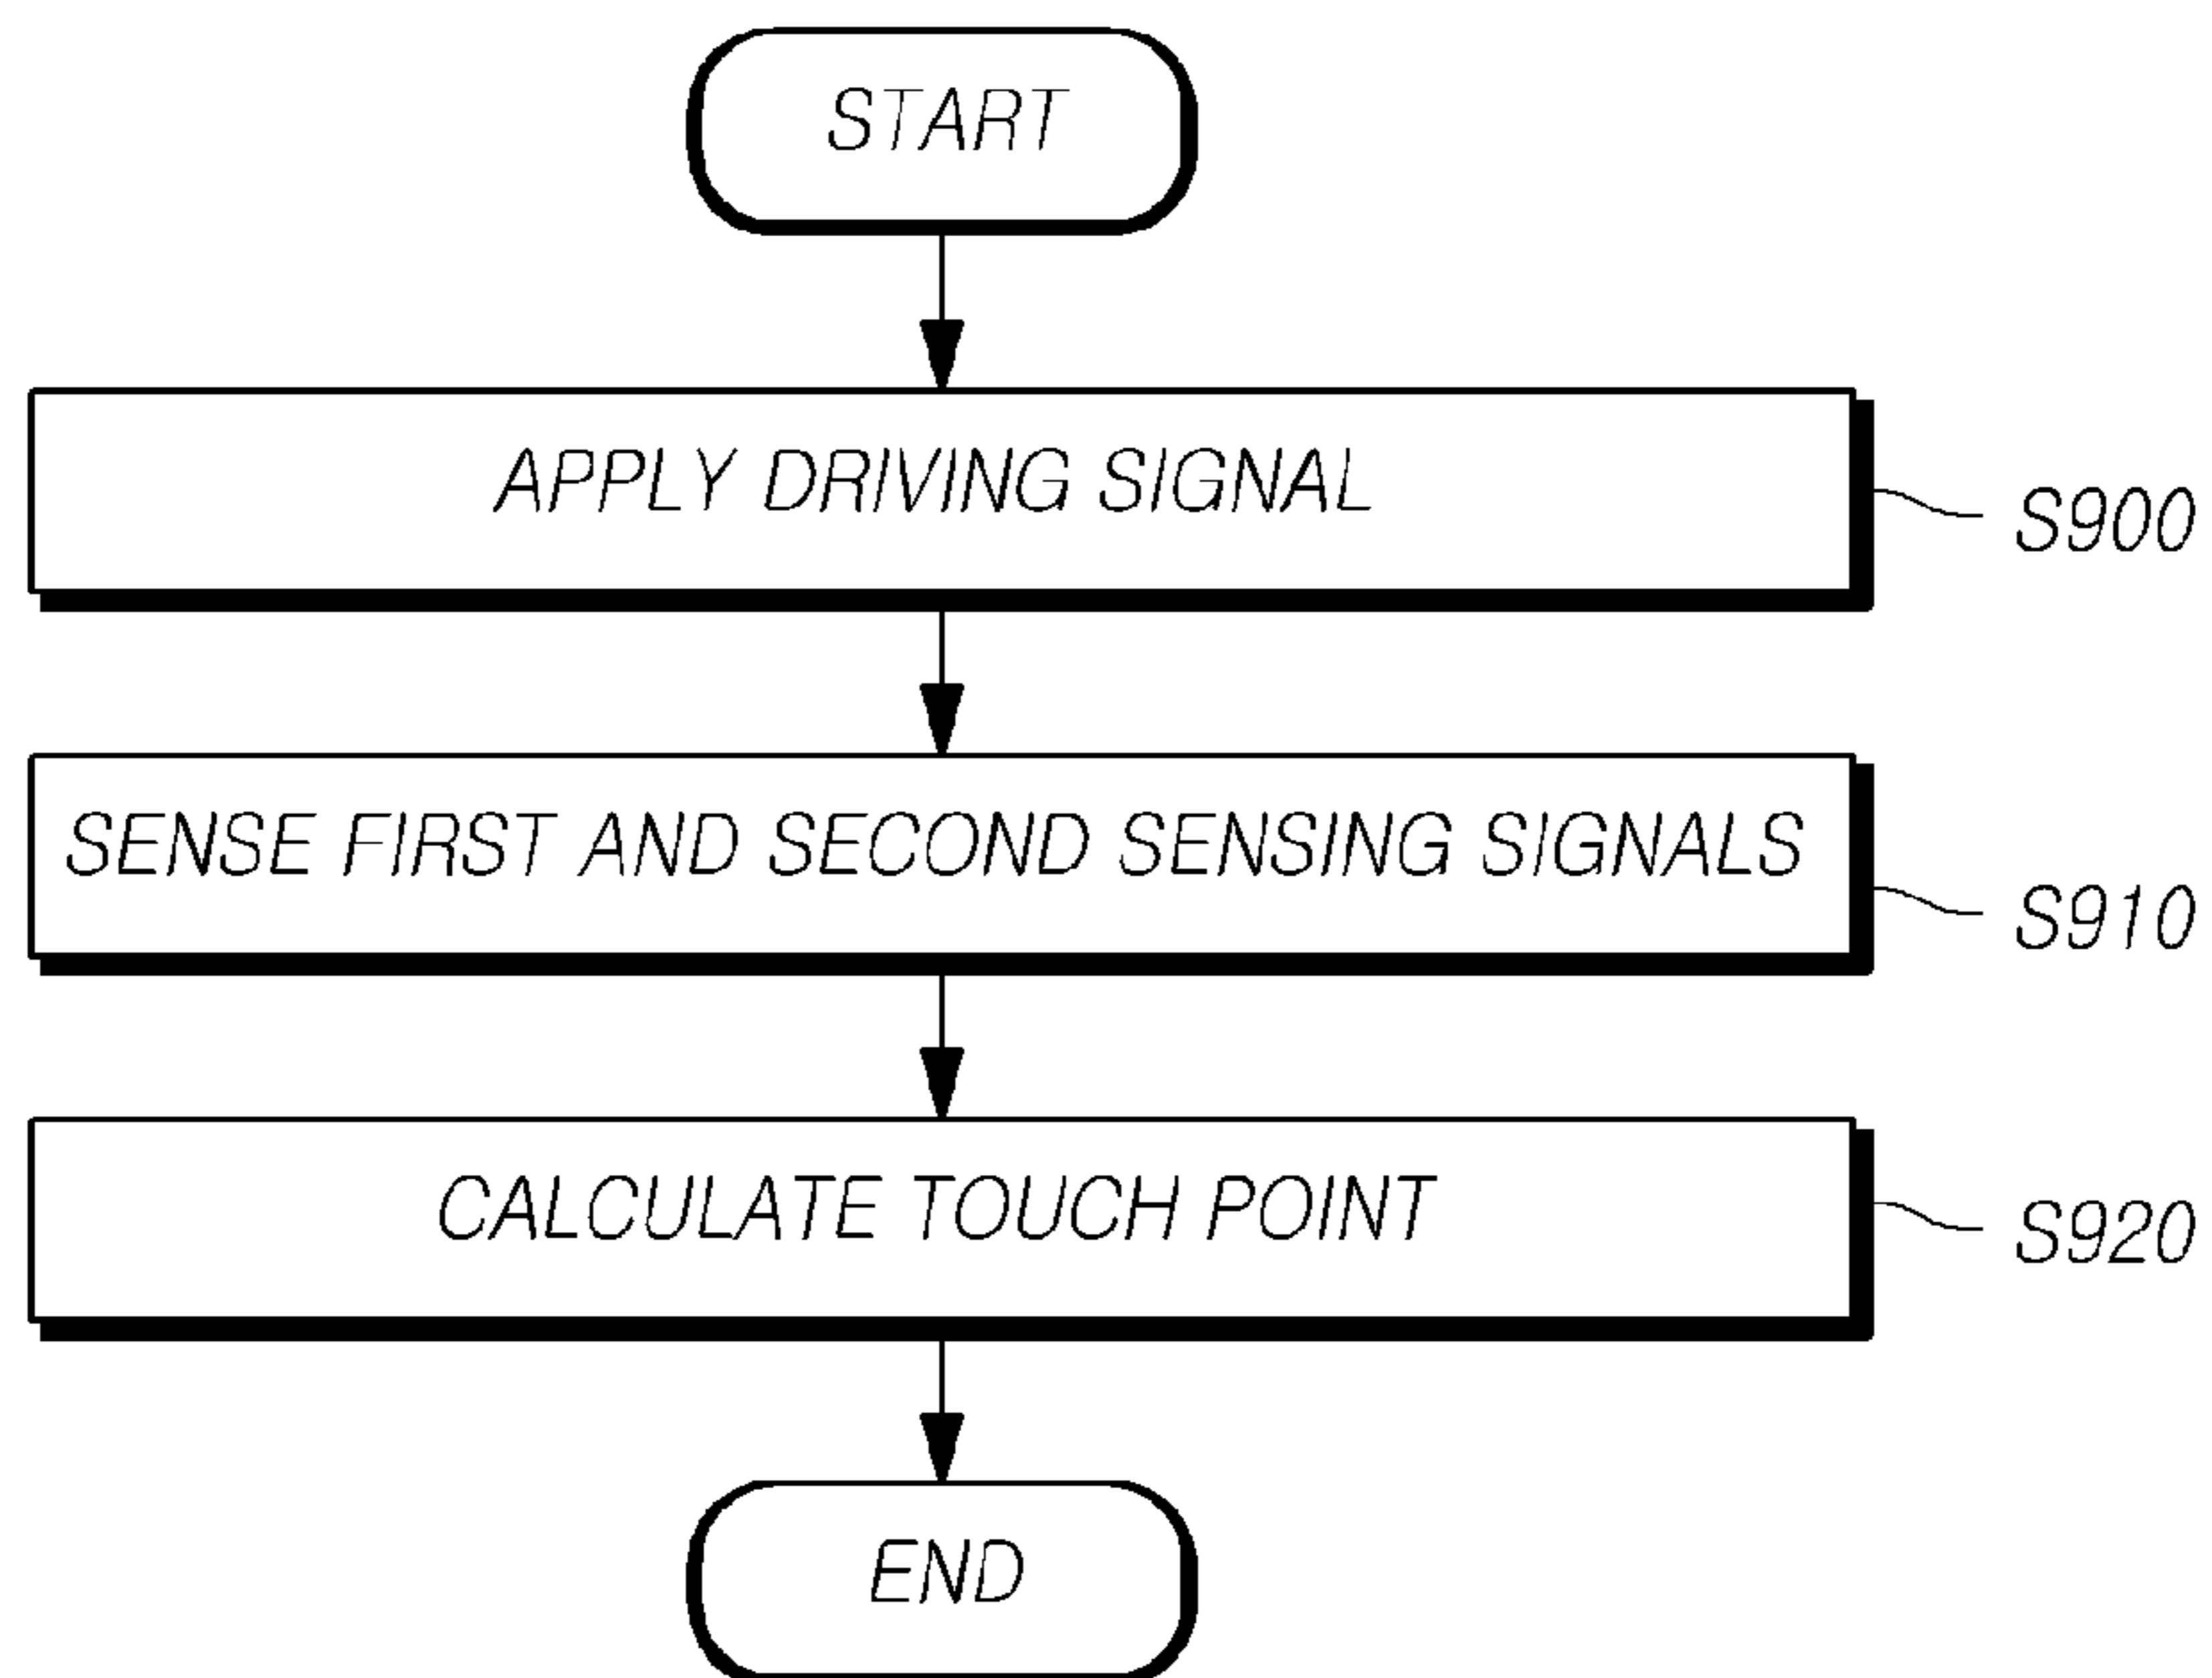 START
APPLY DRIVING SIGNAL
S900
SENSE FIRST AND SECOND SENSING SIGNALS
S910
CALCULATE TOUCH POINT
S920
END